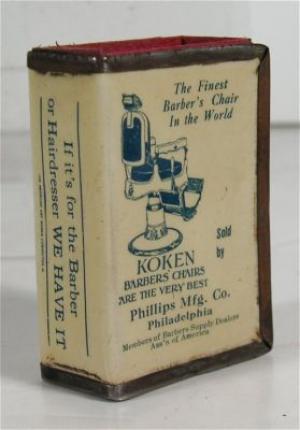 The Finest
Barber's Chair
In the World
Sold
by
KOKEN
BARBERS' CHAIRS
ARE THE VERY BEST
Phillips Mfg. Co.
Philadelphia
Members of Barbers Supply Dealers
Ass'n of America
If it's for the Barber
or Hairdresser WE HAVE IT